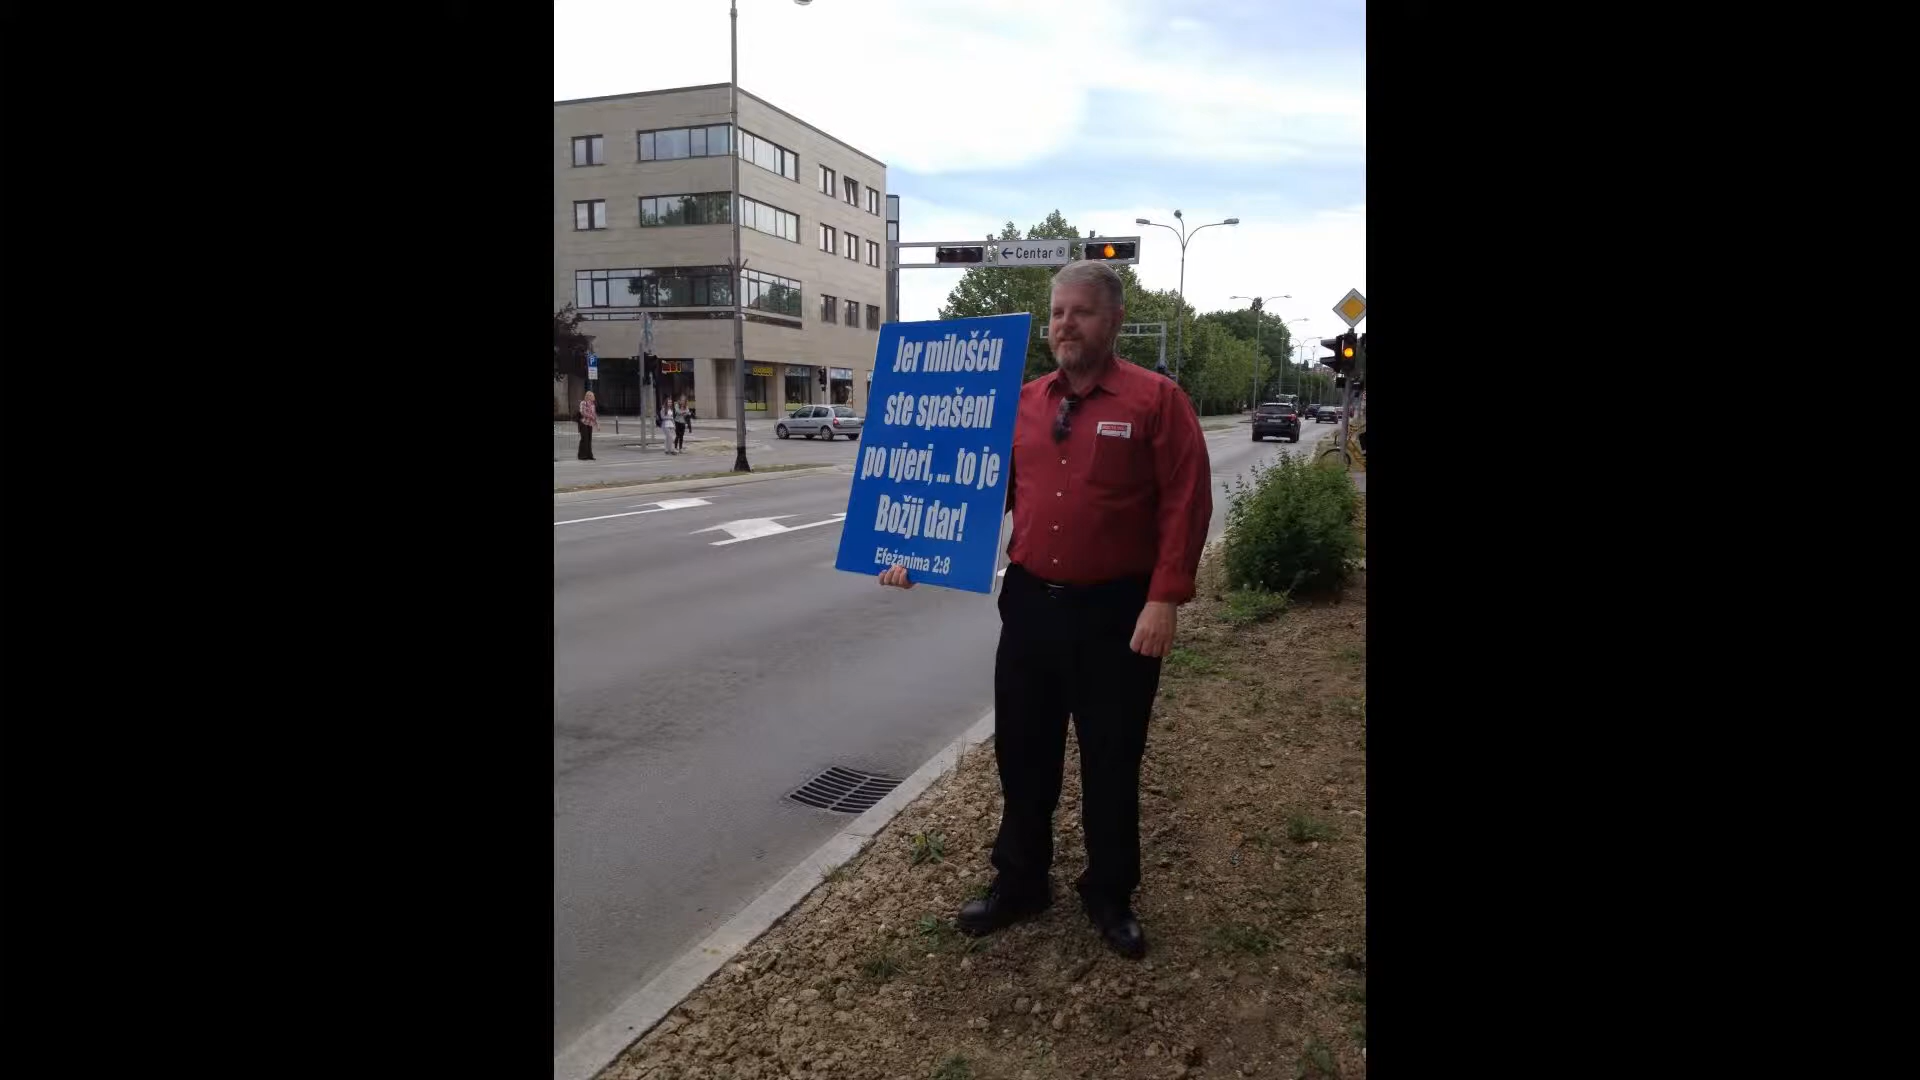 ← Centar
Jer milošću
ste spašeni
po vjeri, ... to je
Božji dar!
Efežanima 2:8
P